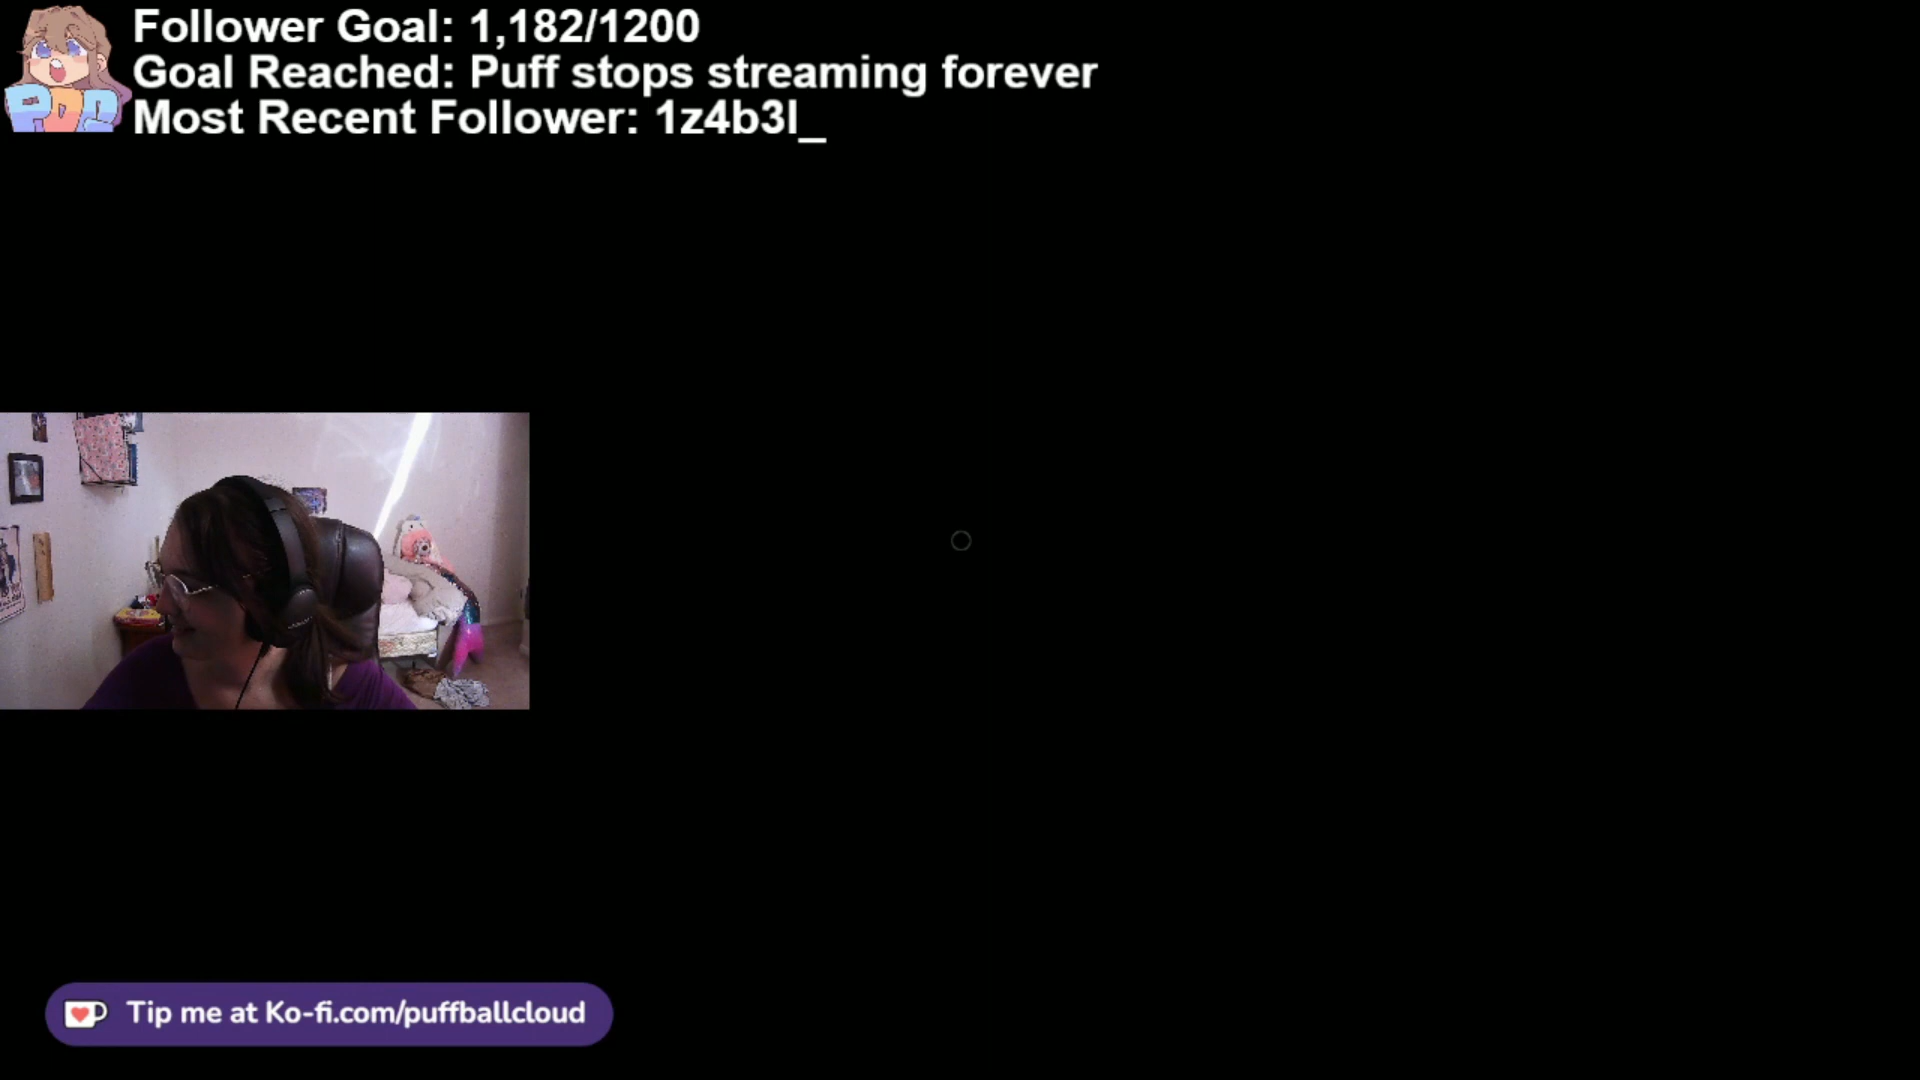 Follower Goal: 1,182/1200
Goal Reached: Puff stops streaming forever
Most Recent Follower: 1z4b3l_
PDC
Tip me at Ko-fi.com/puffballcloud